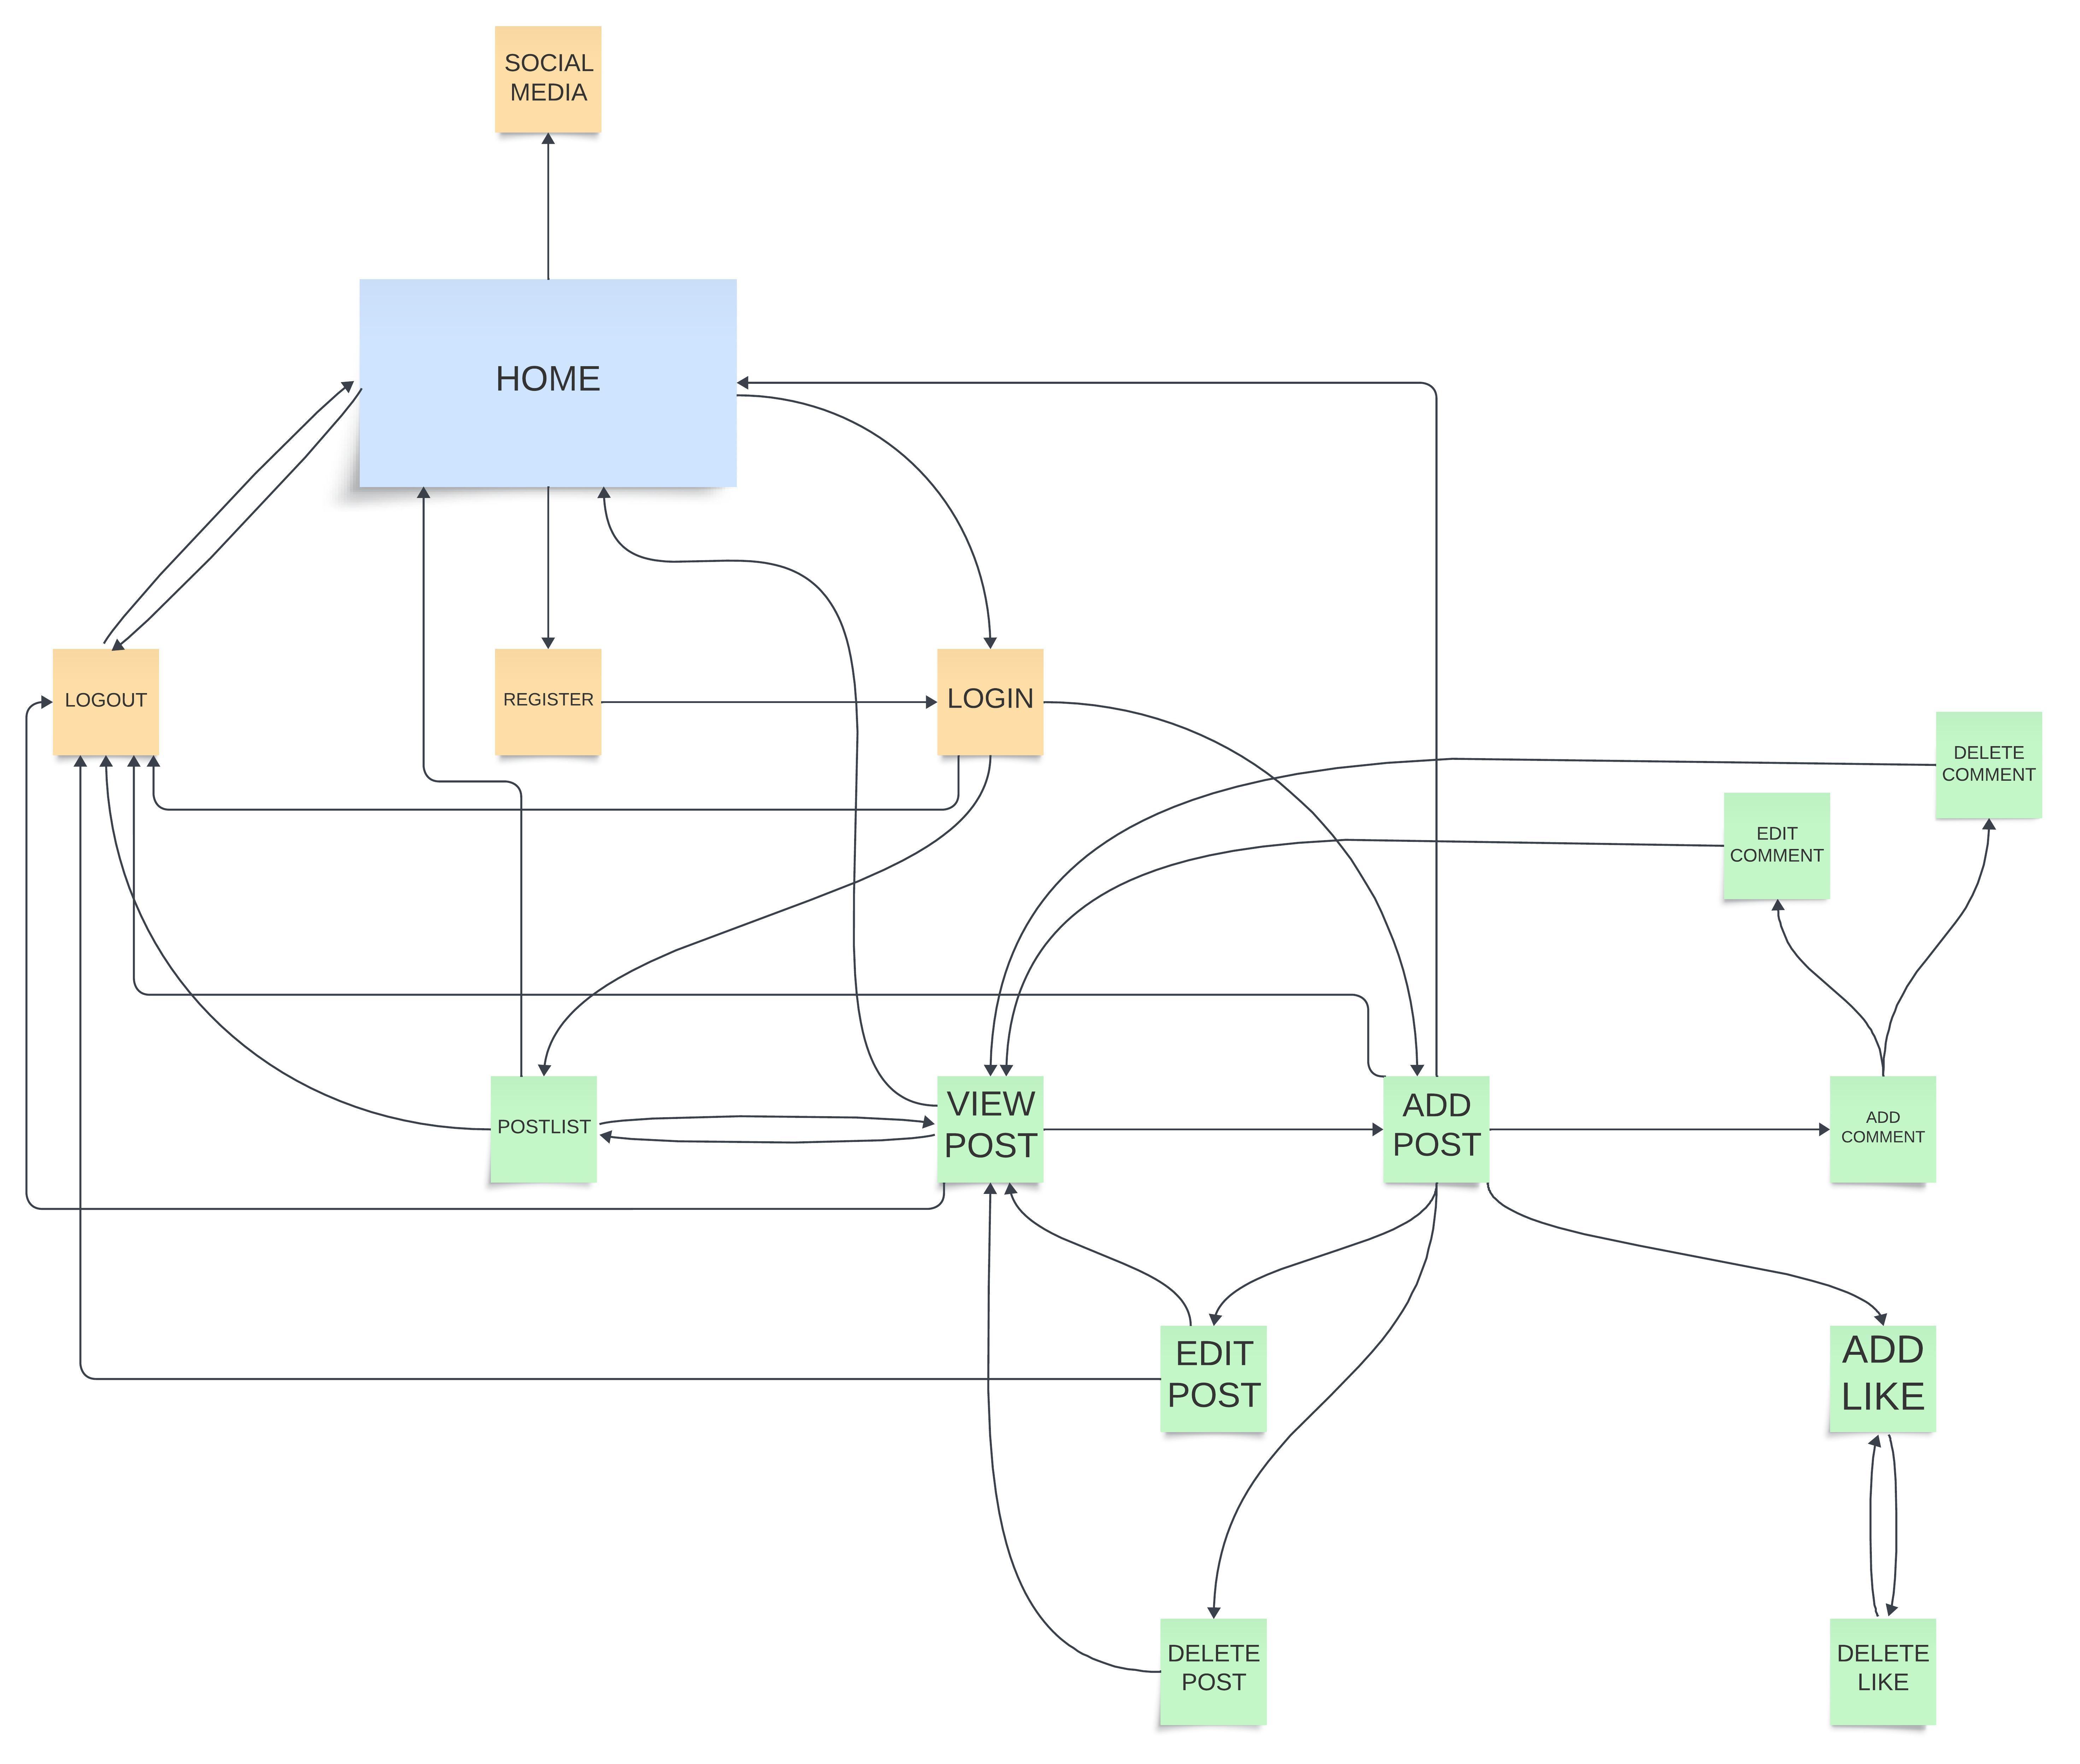 SOCIAL
MEDIA
HOME
LOGOUT
REGISTER
LOGIN
DELETE
COMMENT
EDIT
COMMENT
POSTLIST
VIEW
POST
ADD
POST
ADD
COMMENT
EDIT
POST
ADD
LIKE
DELETE
POST
DELETE
LIKE